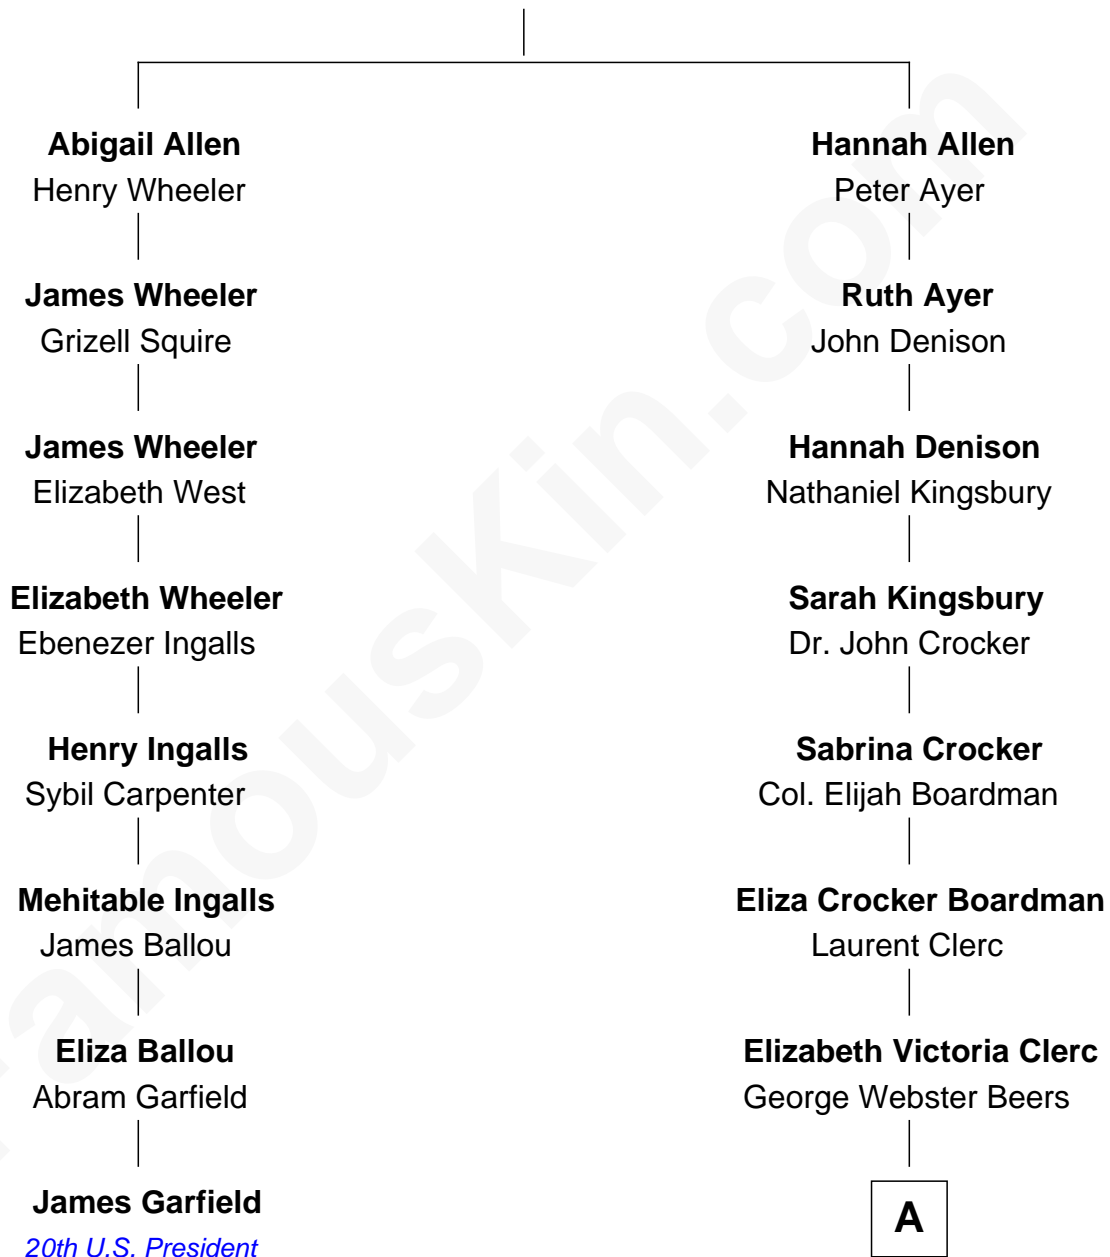 Abigail Allen
Henry Wheeler
James Wheeler
Grizell Squire
James Wheeler
Elizabeth West
Elizabeth Wheeler
Ebenezer Ingalls
Henry Ingalls
Sybil Carpenter
Mehitable Ingalls
James Ballou
Eliza Ballou
Abram Garfield
James Garfield
20th U.S. President
Hannah Allen
Peter Ayer
Ruth Ayer
John Denison
Hannah Denison
Nathaniel Kingsbury
Sarah Kingsbury
Dr. John Crocker
Sabrina Crocker
Col. Elijah Boardman
Eliza Crocker Boardman
Laurent Clerc
Elizabeth Victoria Clerc
George Webster Beers
A
FamousKin.com